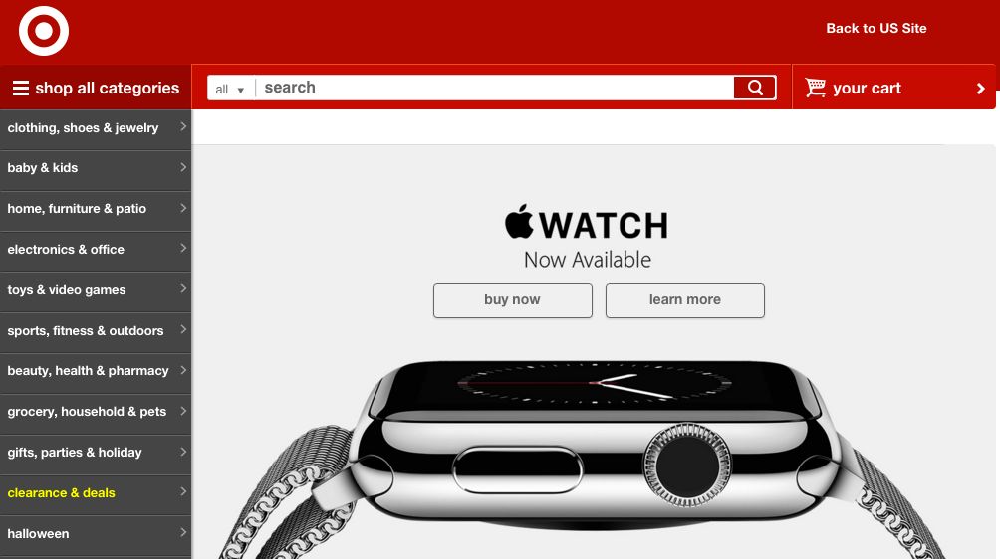 Back to US Site
shop all categories
all
search
your cart
clothing, shoes & jewelry
baby & kids
home, furniture & patio
electronics & office
toys & video games
sports, fitness & outdoors
beauty, health & pharmacy
grocery, household & pets
gifts, parties & holiday
clearance & deals
halloween
WATCH
Now Available
buy now
learn more